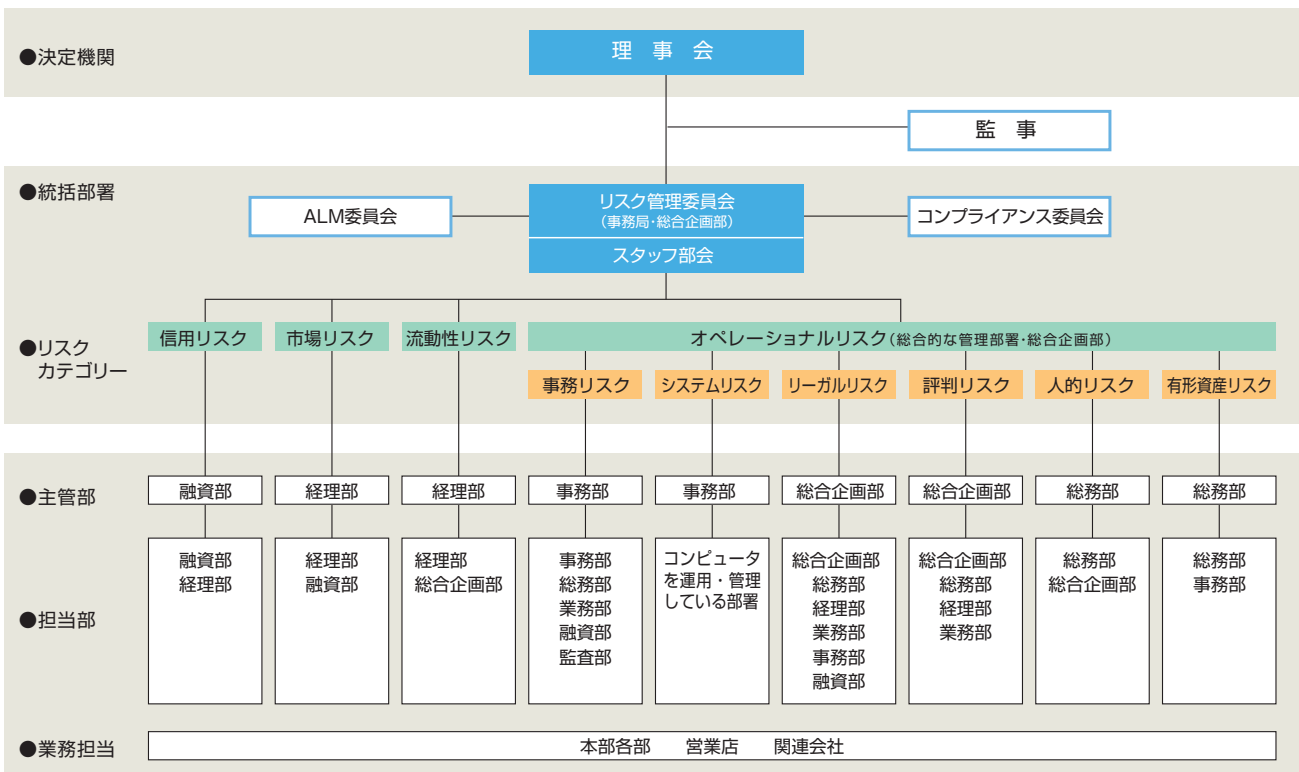 ●決定機関
理 事 会
監 事
●統括部署
ALM委員会
リスク管理委員会
(事務局・総合企画部)
スタッフ部会
コンプライアンス委員会
●リスク
カテゴリー
信用リスク
市場リスク
流動性リスク
オペレーショナルリスク(総合的な管理部署・総合企画部)
事務リスク
システムリスク
リーガルリスク
評判リスク
人的リスク
有形資産リスク
●主管部
融資部
経理部
経理部
事務部
事務部
総合企画部
総合企画部
総務部
総務部
●担当部
融資部
経理部
経理部
融資部
経理部
総合企画部
事務部
総務部
業務部
融資部
監査部
コンピュータ
を運用・管理
している部署
総合企画部
総務部
経理部
業務部
事務部
融資部
総合企画部
総務部
経理部
業務部
総務部
総合企画部
総務部
事務部
●業務担当
本部各部 営業店 関連会社